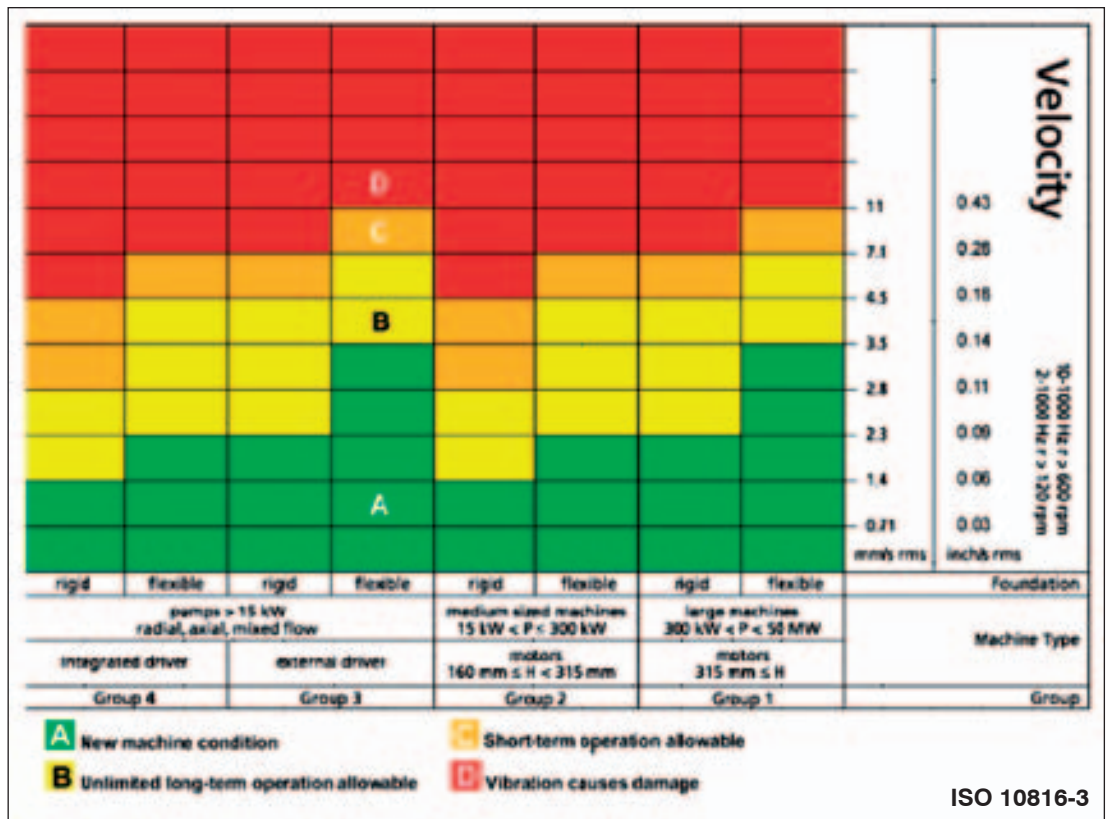 Velocity
10-1000 Hz r > 600 rpm
2-1000 Hz r > 120 rpm
D
C
B
A
11 0.43
7.1 0.28
4.5 0.18
3.5 0.14
2.8 0.11
2.3 0.09
1.4 0.06
0.71 0.03
mm/s rms inch/s rms
rigid flexible rigid flexible rigid flexible rigid flexible Foundation
pumps > 15 kW
radial, axial, mixed flow
medium sized machines
15 kW < P ≤ 300 kW
large machines
300 kW < P < 50 MW
Machine Type
integrated driver external driver
motors
160 mm ≤ H < 315 mm
motors
315 mm ≤ H
Group 4 Group 3 Group 2 Group 1 Group
A New machine condition
B Unlimited long-term operation allowable
C Short-term operation allowable
D Vibration causes damage
ISO 10816-3